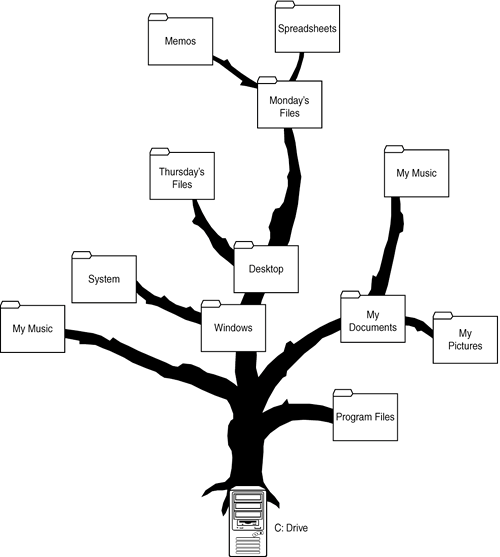 Spreadsheets
Memos
Monday's
Files
Thursday's
Files
My Music
Desktop
System
My Music
Windows
My
Documents
My
Pictures
Program Files
C: Drive